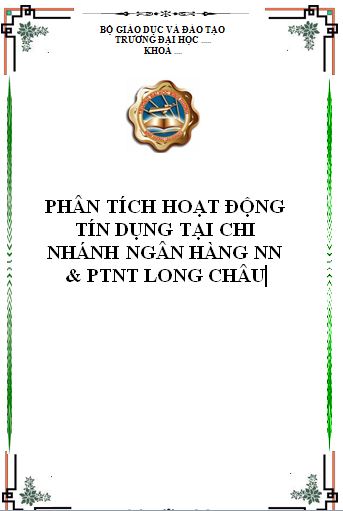 BỘ GIÁO DỤC VÀ ĐÀO TẠO
TRƯỜNG ĐẠI HỌC .....
KHOA ....
PHÂN TÍCH HOẠT ĐỘNG
TÍN DỤNG TẠI CHI
NHÁNH NGÂN HÀNG NN
& PTNT LONG CHÂU